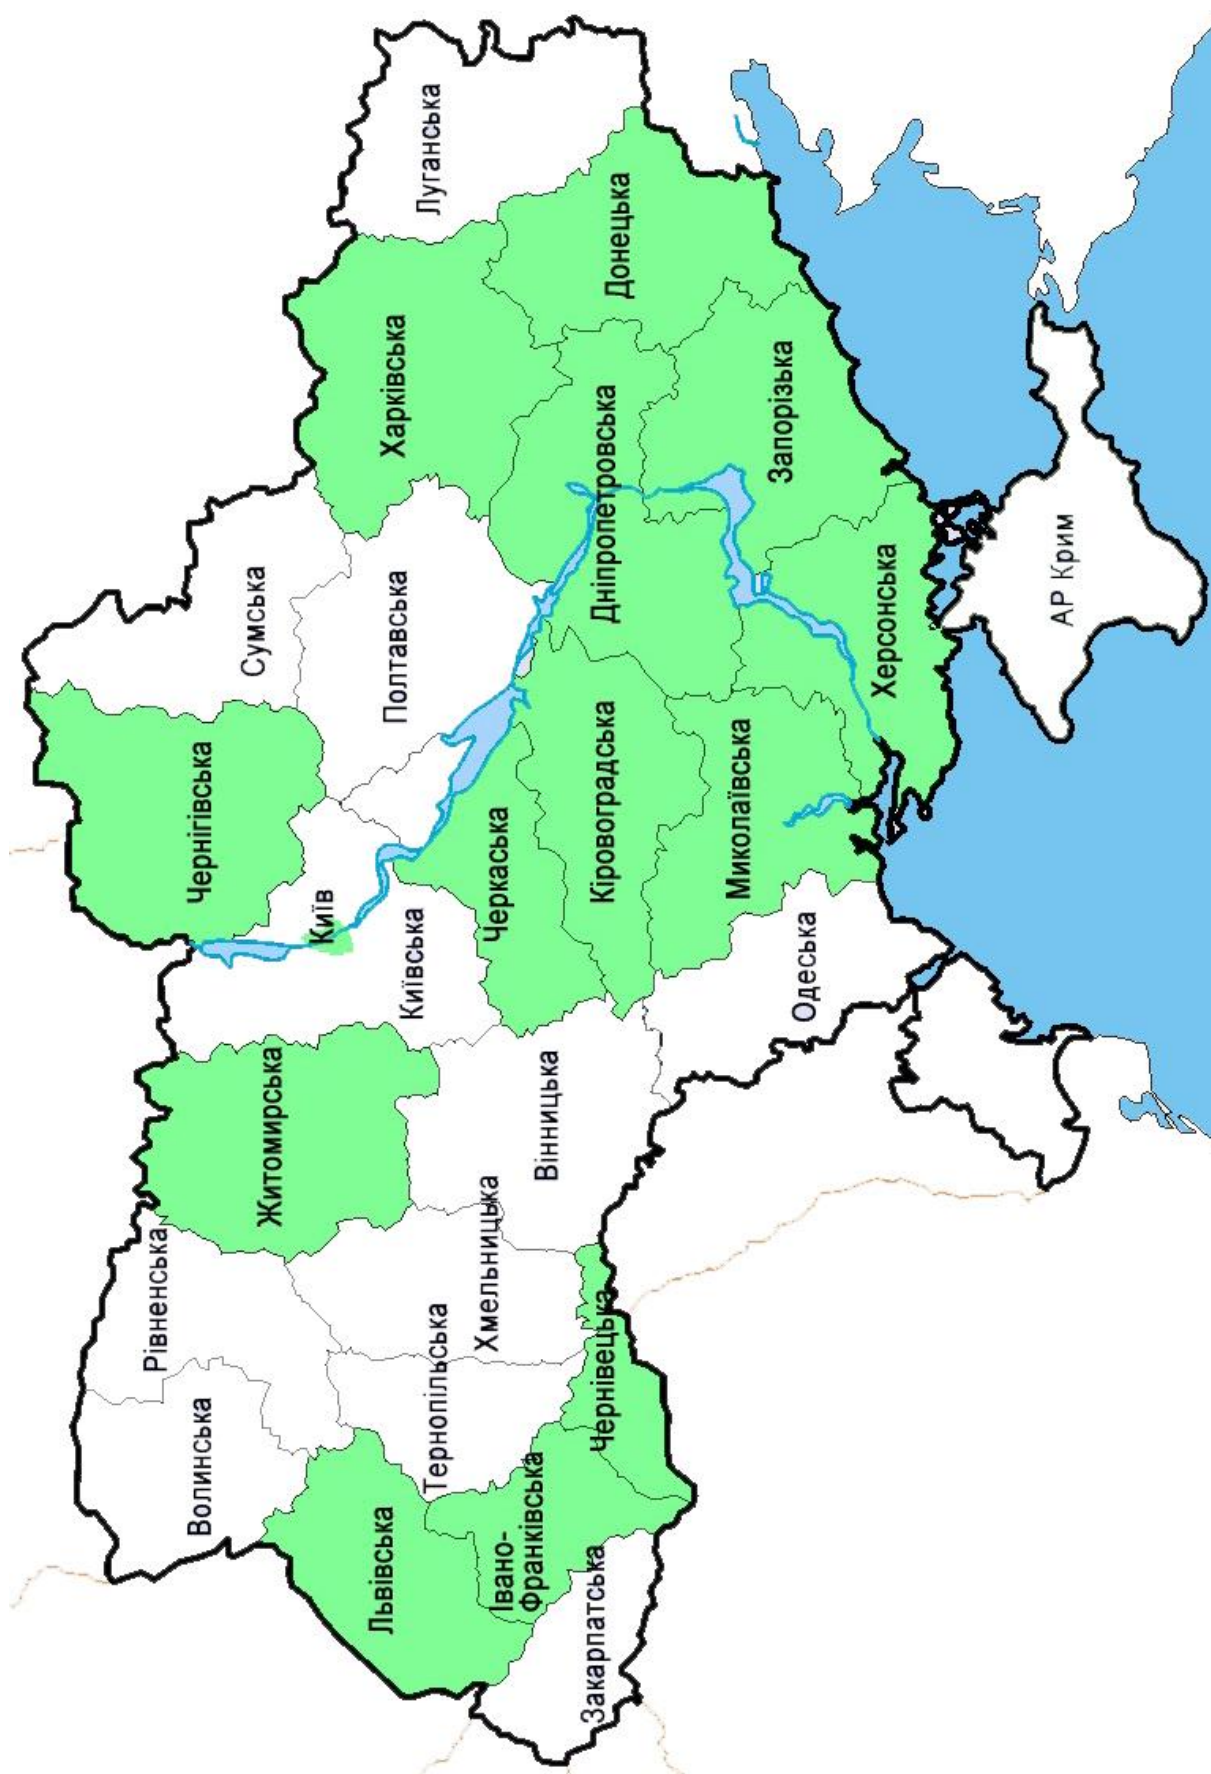 Волинська
Рівненська
Житомирська
Чернігівська
Сумська
Київ
Київська
Львівська
Тернопільська
Хмельницька
Вінницька
Черкаська
Полтавська
Харківська
Луганська
Івано-
Франківська
Закарпатська
Чернівецька
Кіровоградська
Дніпропетровська
Донецька
Одеська
Миколаївська
Запорізька
Херсонська
АР Крим